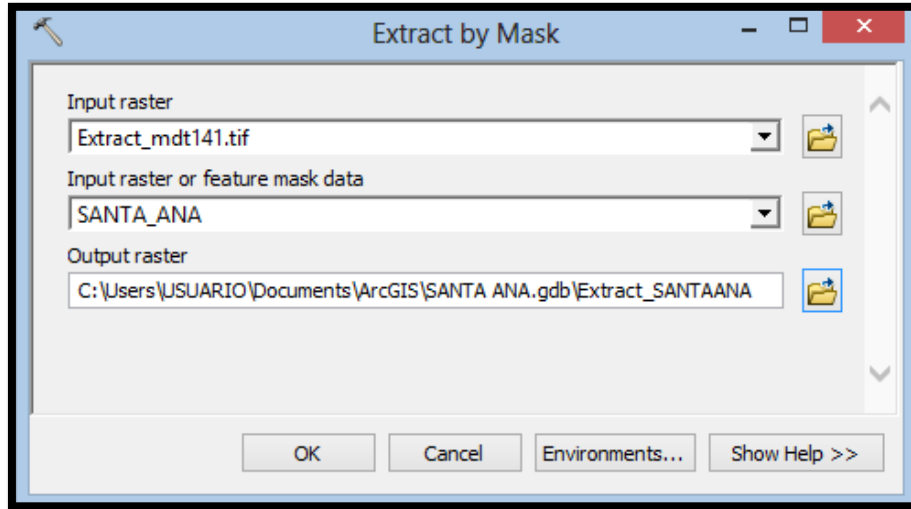 Extract by Mask
Input raster
Extract_mdt141.tif
Input raster or feature mask data
SANTA_ANA
Output raster
C:\Users\USUARIO\Documents\ArcGIS\SANTA ANA.gdb\Extract_SANTAANA
OK Cancel Environments... Show Help >>